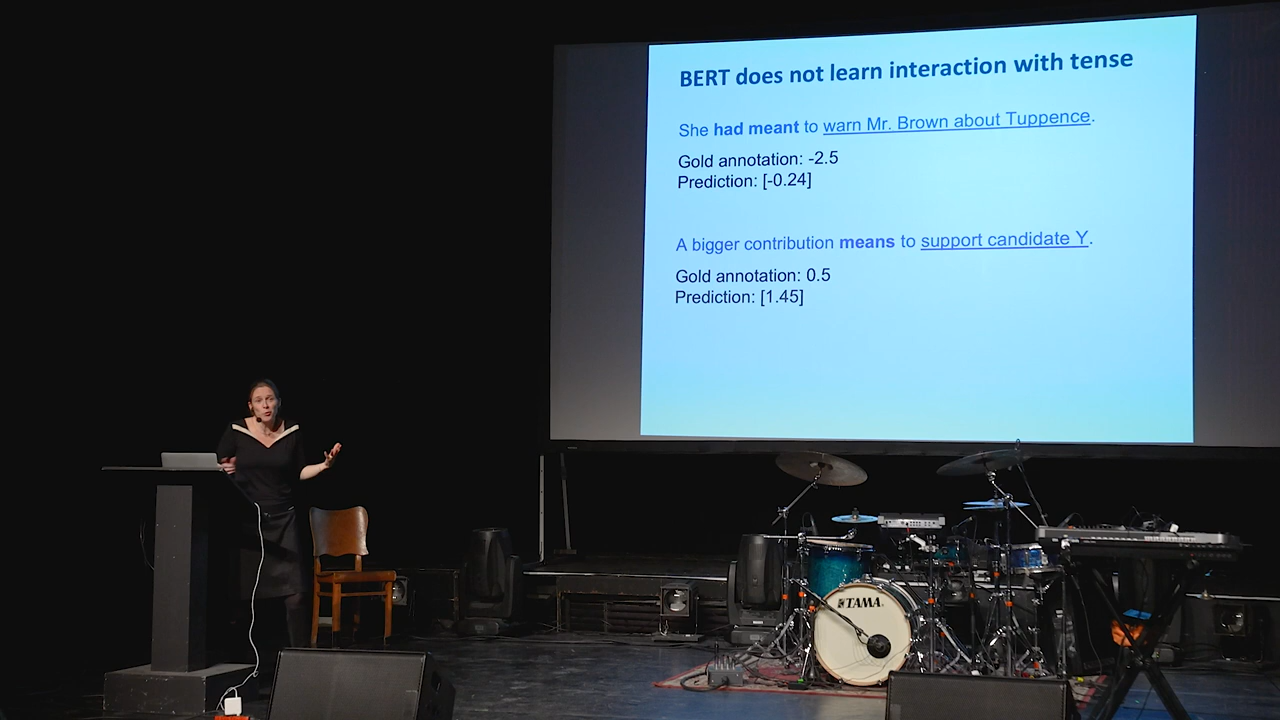 BERT does not learn interaction with tense
She had meant to warn Mr. Brown about Tuppence.
Gold annotation: -2.5
Prediction: [-0.24]
A bigger contribution means to support candidate Y.
Gold annotation: 0.5
Prediction: [1.45]
TAMA